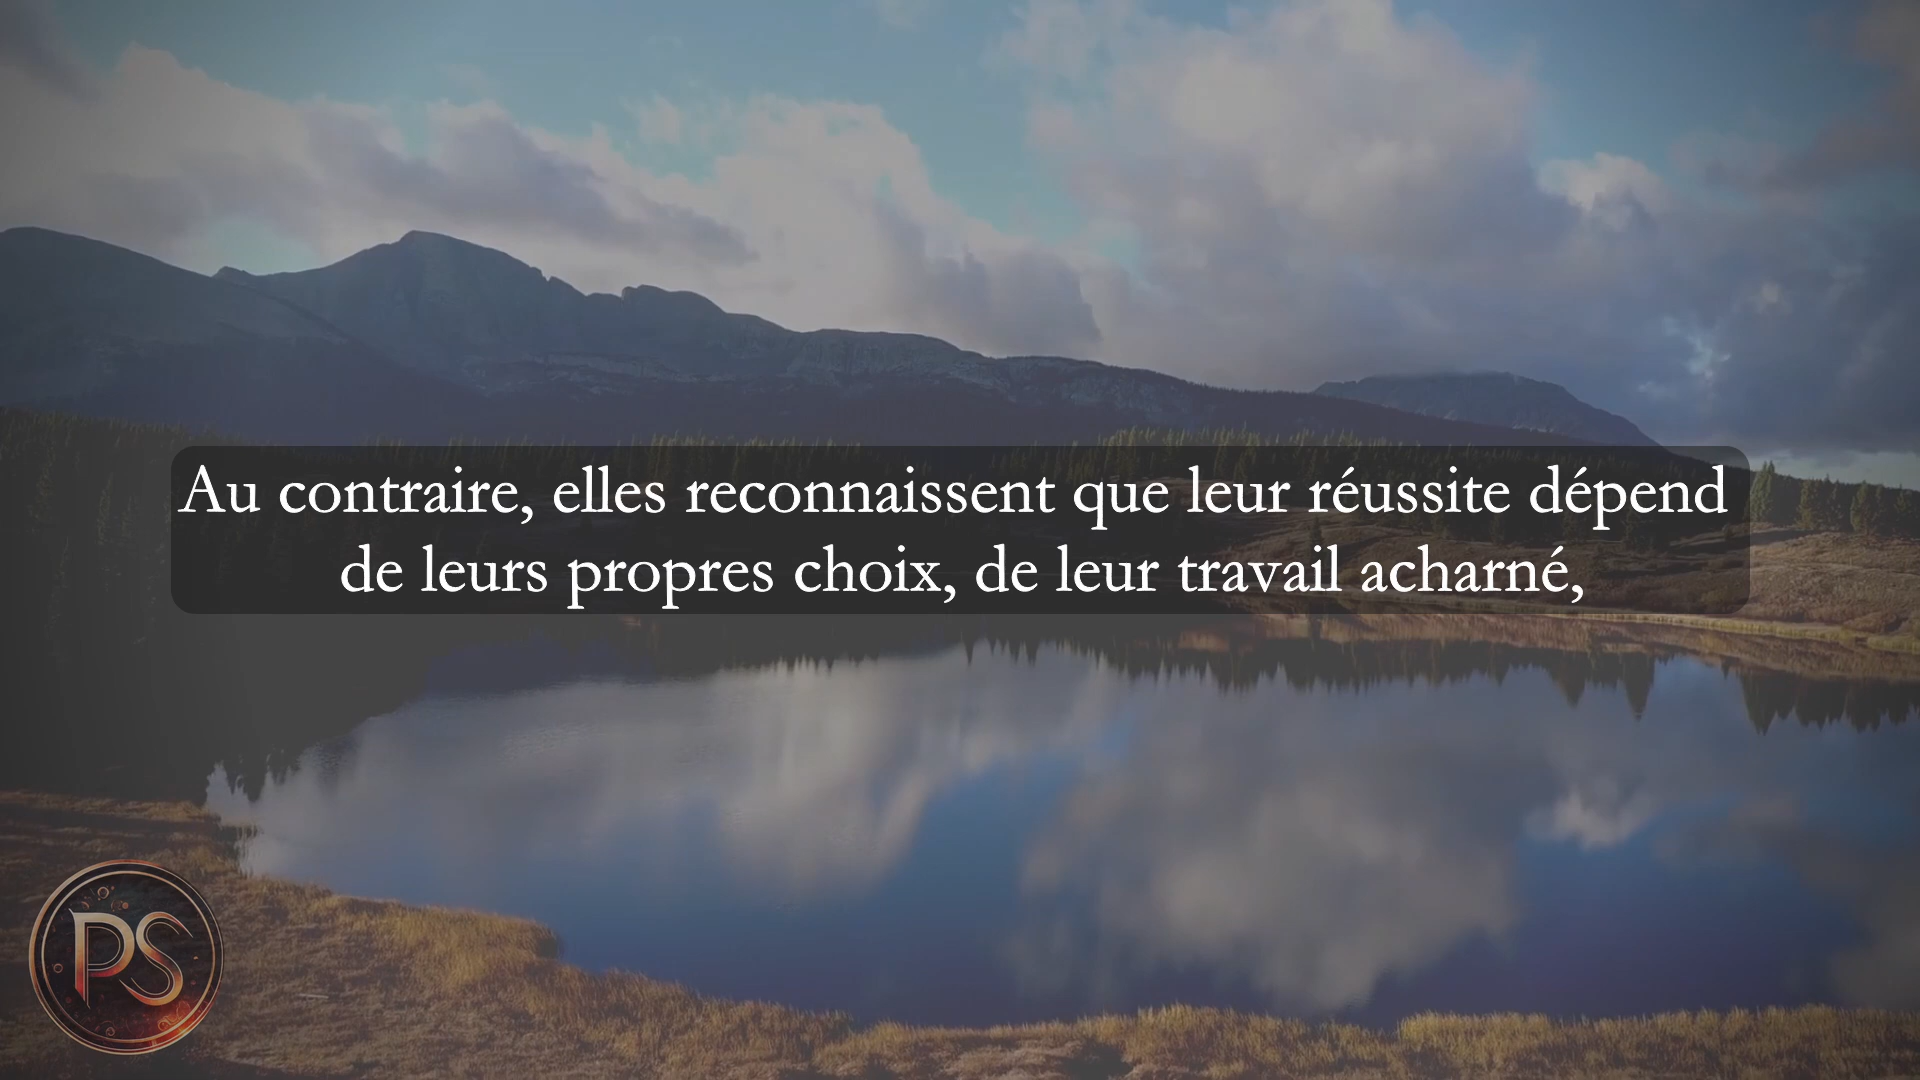 Au contraire, elles reconnaissent que leur réussite dépend
de leurs propres choix, de leur travail acharné,
PS